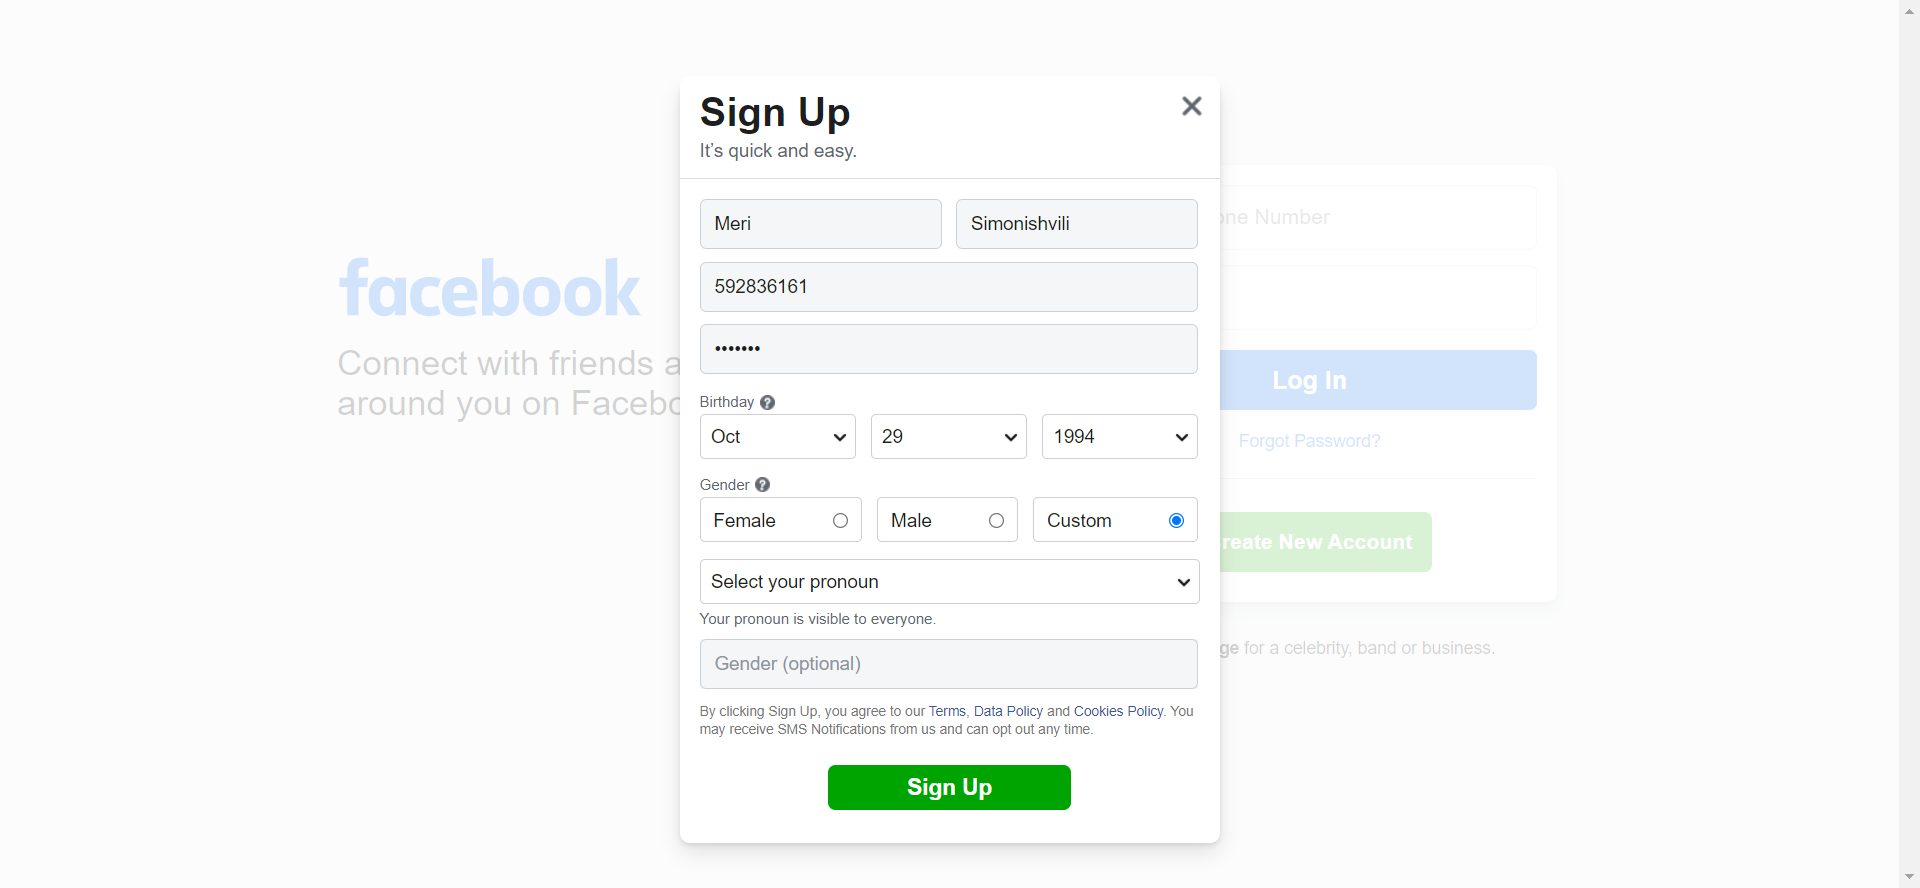 Sign Up
It's quick and easy.
Meri
Simonishvili
592836161
•••••••
Birthday
Oct
29
1994
Gender
Female
Male
Custom
Select your pronoun
Your pronoun is visible to everyone.
Gender (optional)
By clicking Sign Up, you agree to our Terms, Data Policy and Cookies Policy. You
may receive SMS Notifications from us and can opt out any time.
Sign Up
facebook
Connect with friends a
around you on Facebo
Number
Log In
Forgot Password?
reate New Account
for a celebrity, band or business.